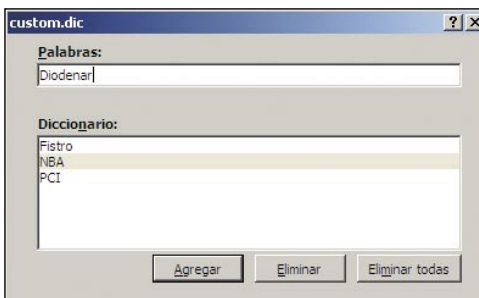 custom.dic
Palabras:
Diodenar
Diccionario:
Fistro
NBA
PCI
Agregar Eliminar Eliminar todas